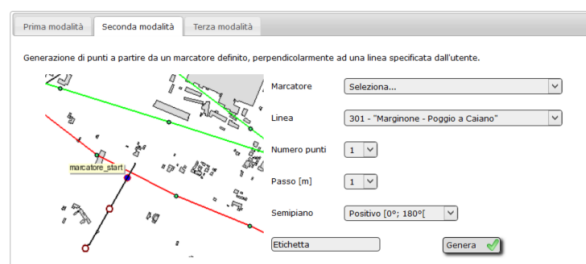 Prima modalità
Seconda modalità
Terza modalità
Generazione di punti a partire da un marcatore definito, perpendicolarmente ad una linea specificata dall'utente.
Marcatore
Seleziona...
Linea
301 - "Marginone - Poggio a Caiano"
marcatore_start
Numero punti
1
Passo [m]
1
Semipiano
Positivo [0º; 180º[
Etichetta
Genera